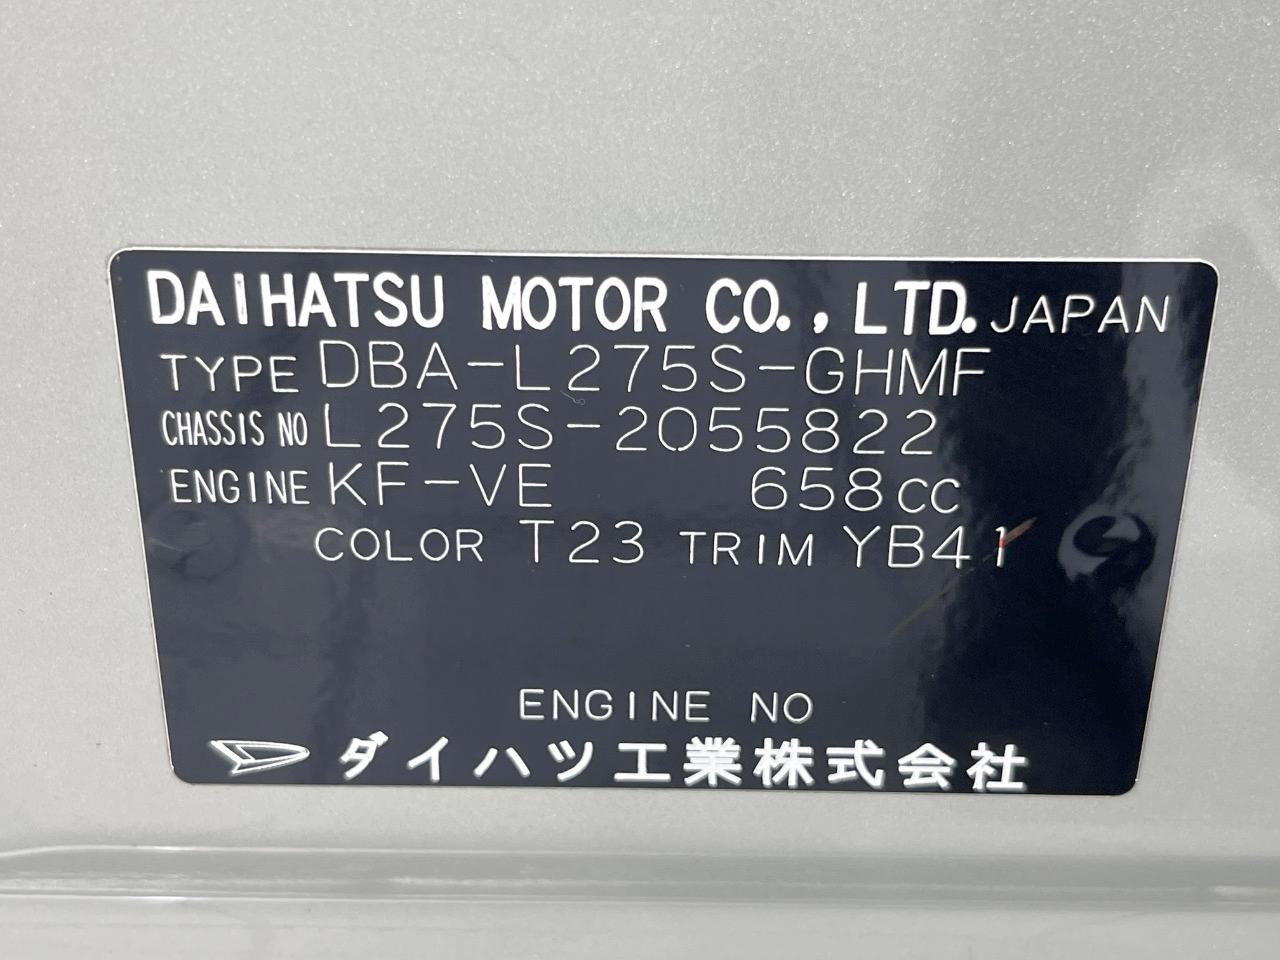 DAIHATSU MOTOR CO., LTD. JAPAN
TYPE DBA-L275S-GHMF
CHASSIS NO L275S-2055822
ENGINE KF-VE 658CC
COLOR T23 TRIM YB41
ENGINE NO
ダイハツ工業株式会社